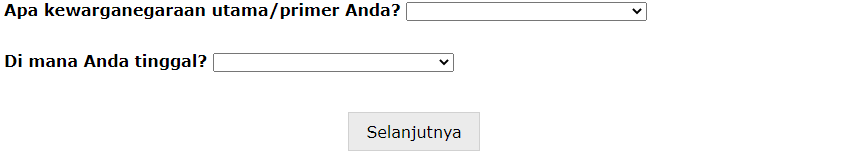 Apa kewarganegaraan utama/primer Anda?
Di mana Anda tinggal?
Selanjutnya